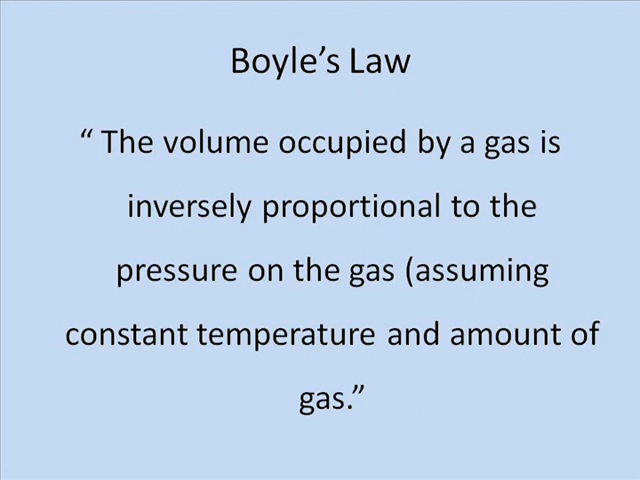 Boyle’s Law
“ The volume occupied by a gas is
inversely proportional to the
pressure on the gas (assuming
constant temperature and amount of
gas.”